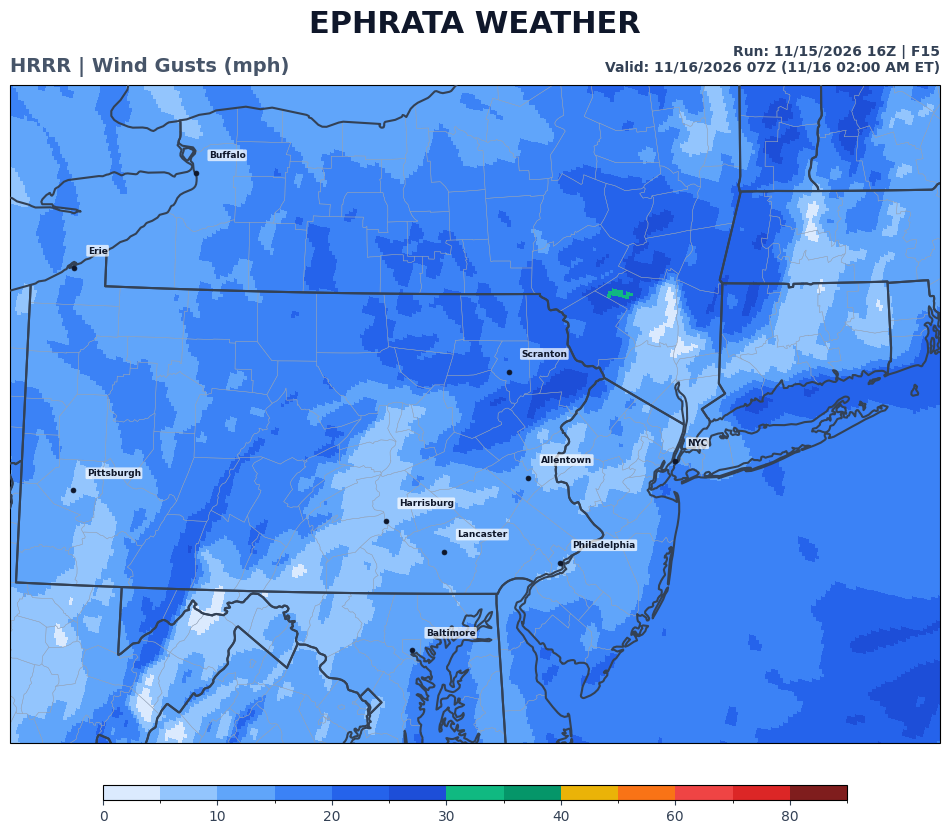 EPHRATA WEATHER
HRRR | Wind Gusts (mph)
Run: 11/15/2026 16Z | F15
Valid: 11/16/2026 07Z (11/16 02:00 AM ET)
Buffalo
Erie
Scranton
NYC
Allentown
Pittsburgh
Harrisburg
Lancaster
Philadelphia
Baltimore
0 10 20 30 40 60 80